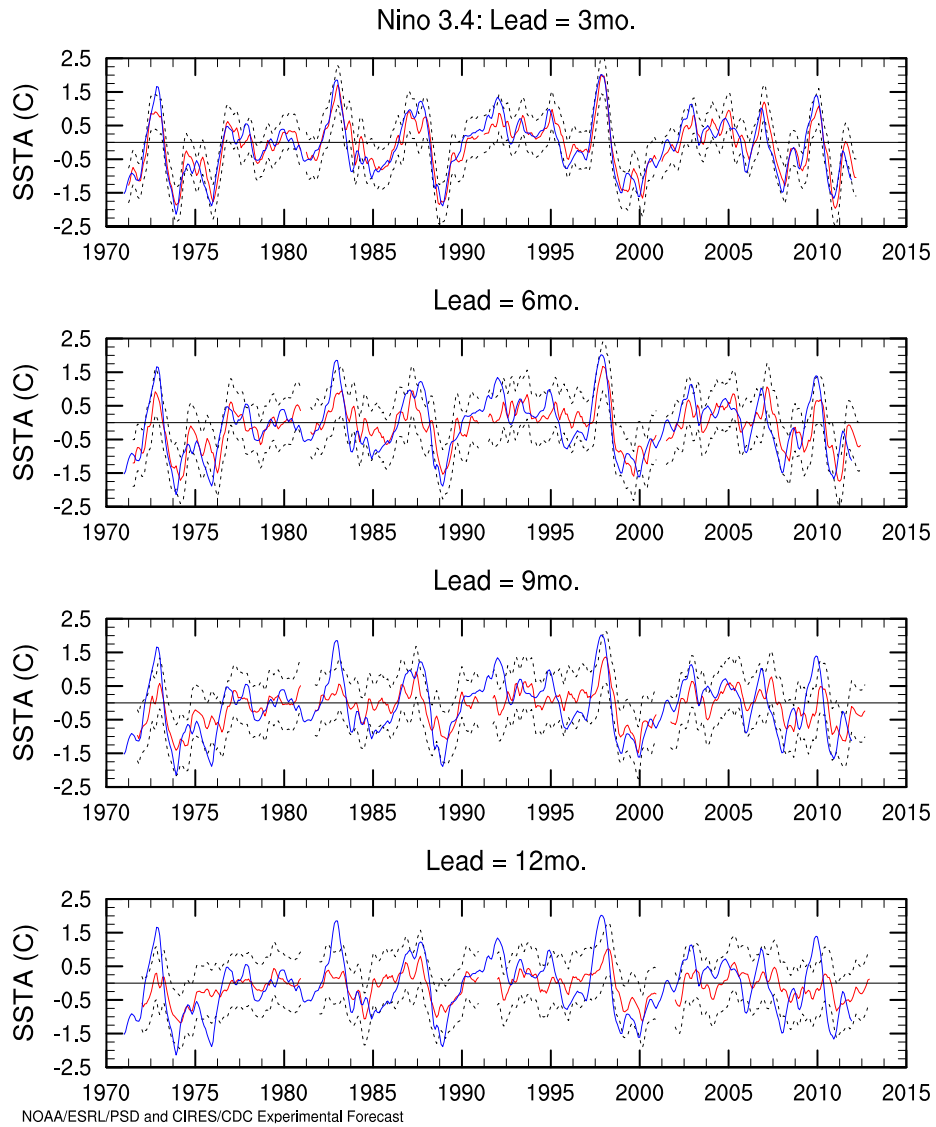 Nino 3.4: Lead = 3mo.
SSTA (C)
2.5
1.5
0.5
-0.5
-1.5
-2.5
1970 1975 1980 1985 1990 1995 2000 2005 2010 2015
Lead = 6mo.
SSTA (C)
2.5
1.5
0.5
-0.5
-1.5
-2.5
1970 1975 1980 1985 1990 1995 2000 2005 2010 2015
Lead = 9mo.
SSTA (C)
2.5
1.5
0.5
-0.5
-1.5
-2.5
1970 1975 1980 1985 1990 1995 2000 2005 2010 2015
Lead = 12mo.
SSTA (C)
2.5
1.5
0.5
-0.5
-1.5
-2.5
1970 1975 1980 1985 1990 1995 2000 2005 2010 2015
NOAA/ESRL/PSD and CIRES/CDC Experimental Forecast